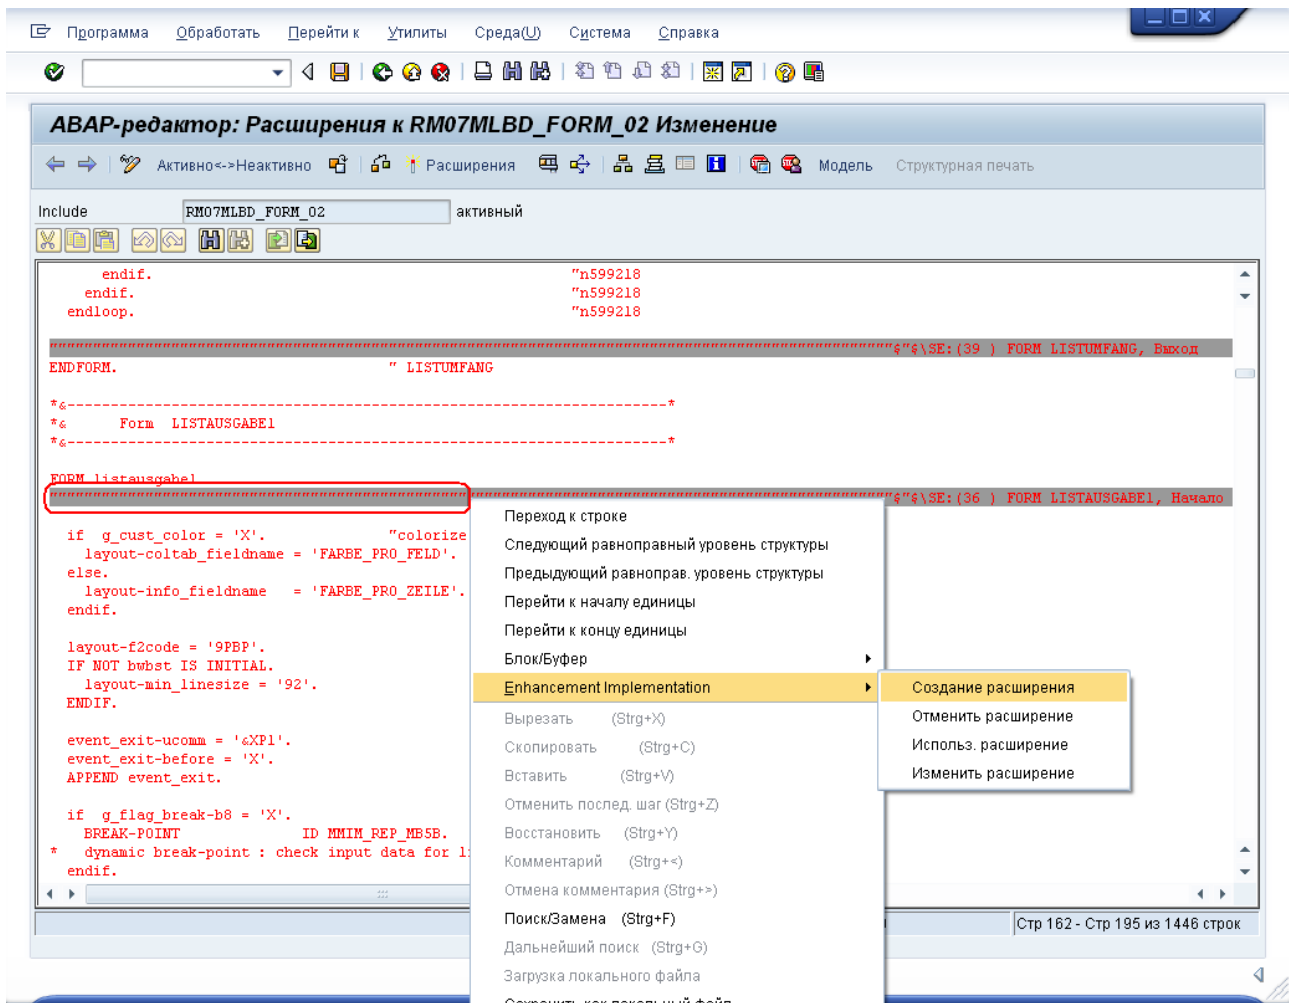 Программа Обработать Перейти к Утилиты Среда(U) Система Справка
ABAP-редактор: Расширения к RM07MLBD_FORM_02 Изменение
Активно<->Неактивно Расширения Модель Структурная печать
Include RM07MLBD_FORM_02 активный
endif. "n599218
endif. "n599218
endloop. "n599218
"$"$\SE:(39 ) FORM LISTUMFANG, Выход
ENDFORM. " LISTUMFANG
*&---------------------------------------------------------------------*
*& Form LISTAUSGABE1
*&---------------------------------------------------------------------*
FORM listausgabe1
"$"$\SE:(36 ) FORM LISTAUSGABE1, Начало
if g_cust_color = 'X'. "colorize
layout-coltab_fieldname = 'FARBE_PRO_FELD'.
else.
layout-info_fieldname = 'FARBE_PRO_ZEILE'.
endif.
layout-f2code = '9PBP'.
IF NOT bwbst IS INITIAL.
layout-min_linesize = '92'.
ENDIF.
event_exit-ucomm = '&XP1'.
event_exit-before = 'X'.
APPEND event_exit.
if g_flag_break-b8 = 'X'.
BREAK-POINT ID MMIM_REP_MB5B.
* dynamic break-point : check input data for
endif.
Переход к строке
Следующий равноправный уровень структуры
Предыдующий равноправ. уровень структуры
Перейти к началу единицы
Перейти к концу единицы
Блок/Буфер
Enhancement Implementation
Вырезать (Strg+X)
Скопировать (Strg+C)
Вставить (Strg+V)
Отменить послед. шаг (Strg+Z)
Восстановить (Strg+Y)
Комментарий (Strg+<)
Отмена комментария (Strg+>)
Поиск/Замена (Strg+F)
Дальнейший поиск (Strg+G)
Загрузка локального файла
Сохранить как локальный файл
Создание расширения
Отменить расширение
Использ. расширение
Изменить расширение
Стр 162 - Стр 195 из 1446 строк